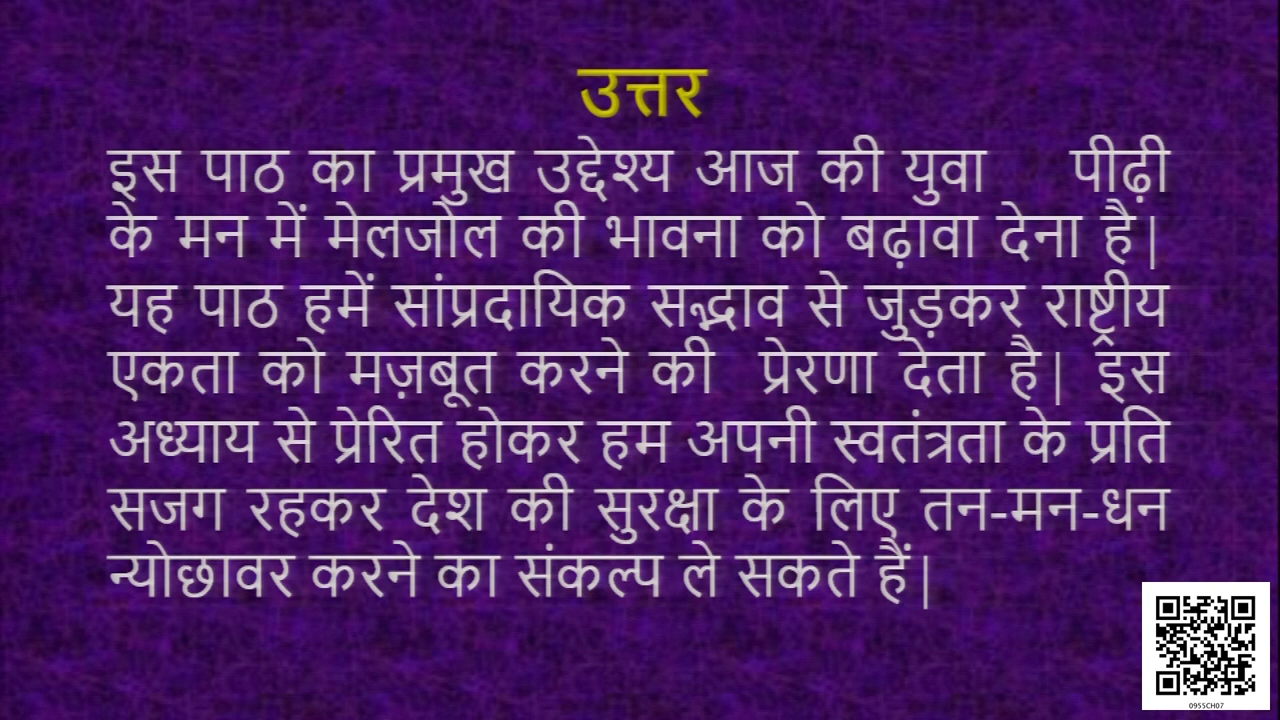 उत्तर
इस पाठ का प्रमुख उद्देश्य आज की युवा पीढ़ी
के मन में मेलजोल की भावना को बढ़ावा देना है|
यह पाठ हमें सांप्रदायिक सद्भाव से जुड़कर राष्ट्रीय
एकता को मज़बूत करने की प्रेरणा देता है| इस
अध्याय से प्रेरित होकर हम अपनी स्वतंत्रता के प्रति
सजग रहकर देश की सुरक्षा के लिए तन-मन-धन
न्योछावर करने का संकल्प ले सकते हैं|
0955CH07